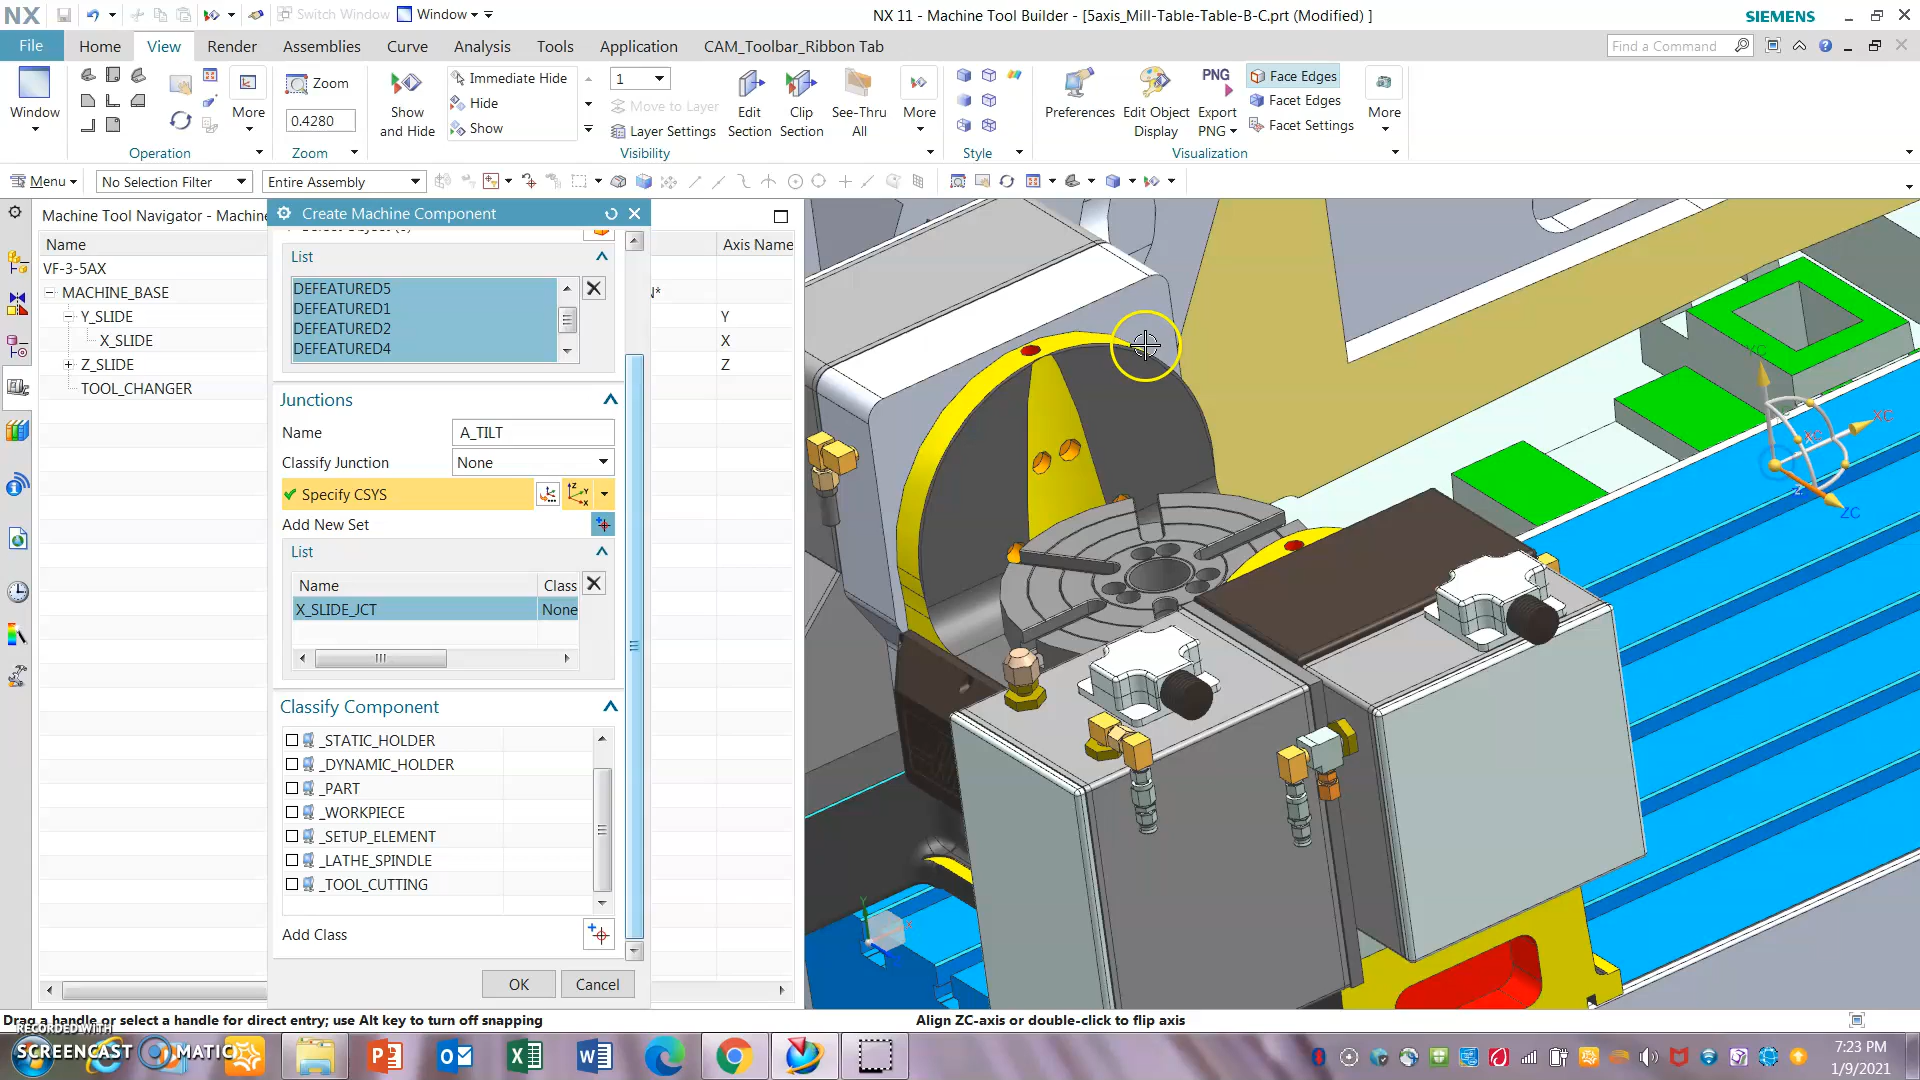 NX
Switch Window
Window
NX 11 - Machine Tool Builder - [5axis_Mill-Table-Table-B-C.prt (Modified) ]
SIEMENS
File
Home
View
Render
Assemblies
Curve
Analysis
Tools
Application
CAM_Toolbar_Ribbon Tab
Find a Command
Window
More
Operation
Zoom
0.4280
Zoom
Show and Hide
Immediate Hide
Hide
Show
1
Move to Layer
Layer Settings
Visibility
Edit Section
Clip Section
See-Thru All
More
Style
Preferences
Edit Object Display
PNG
Export PNG
Face Edges
Facet Edges
Facet Settings
More
Visualization
Menu
No Selection Filter
Entire Assembly
Machine Tool Navigator - Machine
Name
Axis Name
VF-3-5AX
MACHINE_BASE
Y_SLIDE
Y
X_SLIDE
X
Z_SLIDE
Z
TOOL_CHANGER
Create Machine Component
List
DEFEATURED5
DEFEATURED1
DEFEATURED2
DEFEATURED4
Junctions
Name
A_TILT
Classify Junction
None
Specify CSYS
Add New Set
List
Name
Class
X_SLIDE_JCT
None
Classify Component
_STATIC_HOLDER
_DYNAMIC_HOLDER
_PART
_WORKPIECE
_SETUP_ELEMENT
_LATHE_SPINDLE
_TOOL_CUTTING
Add Class
OK
Cancel
YC
XC
ZC
Drag a handle or select a handle for direct entry; use Alt key to turn off snapping
Align ZC-axis or double-click to flip axis
RECORDED WITH
SCREENCAST
MATIC
7:23 PM
1/9/2021